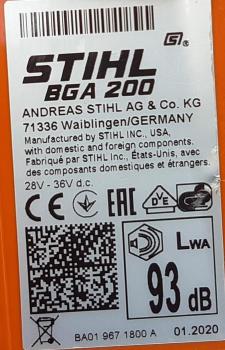 STIHL
BGA 200
ANDREAS STIHL AG & Co. KG
71336 Waiblingen/GERMANY
Manufactured by STIHL INC., USA,
with domestic and foreign components.
Fabriqué par STIHL Inc., États-Unis, avec
des composants domestiques et étrangers.
28V - 36V d.c.
CE EAC
LWA
93 dB
BA01 967 1800 A 01.2020